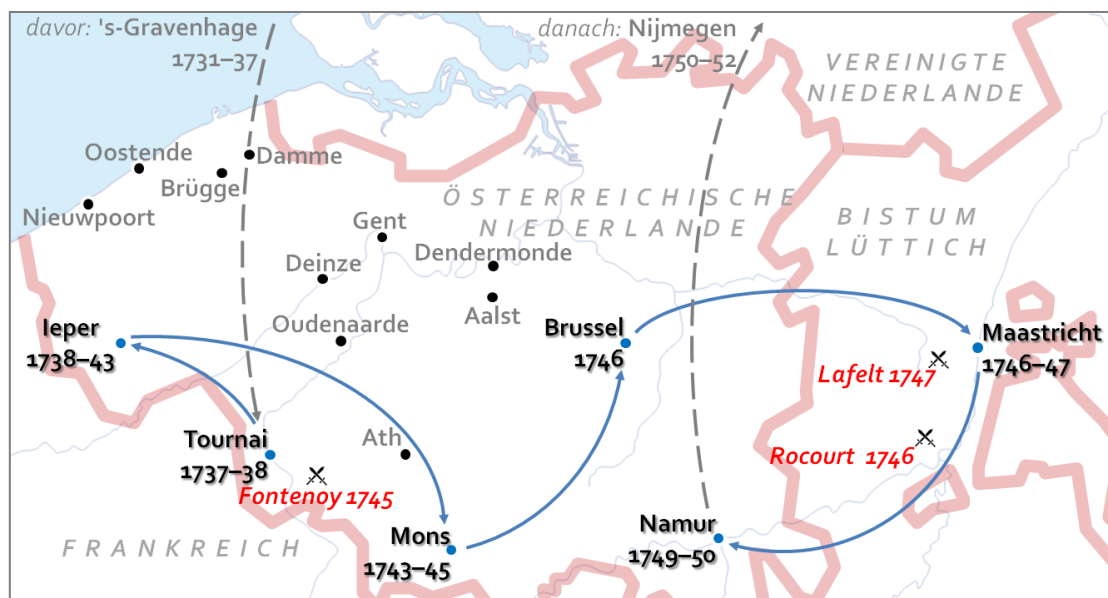 davor: 's-Gravenhage
1731–37
danach: Nijmegen
1750–52
VEREINIGTE
NIEDERLANDE
Oostende
Damme
Brügge
Nieuwpoort
ÖSTERREICHISCHE
NIEDERLANDE
BISTUM
LÜTTICH
Gent
Dendermonde
Deinze
Aalst
Oudenaarde
Ieper
1738–43
Brussel
1746
Maastricht
1746–47
Lafelt 1747
Tournai
1737–38
Ath
Rocourt 1746
Fontenoy 1745
Mons
1743–45
Namur
1749–50
FRANKREICH